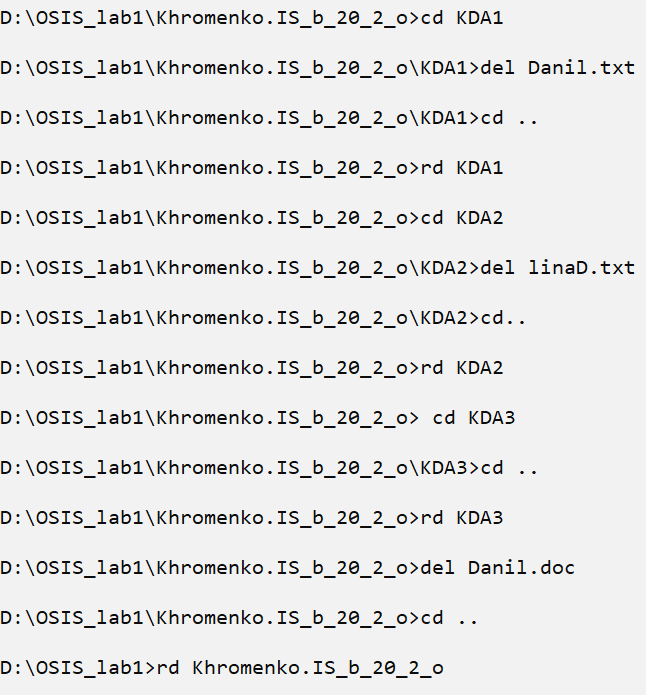 D:\OSIS_lab1\Khromenko.IS_b_20_2_o>cd KDA1
D:\OSIS_lab1\Khromenko.IS_b_20_2_o\KDA1>del Danil.txt
D:\OSIS_lab1\Khromenko.IS_b_20_2_o\KDA1>cd ..
D:\OSIS_lab1\Khromenko.IS_b_20_2_o>rd KDA1
D:\OSIS_lab1\Khromenko.IS_b_20_2_o>cd KDA2
D:\OSIS_lab1\Khromenko.IS_b_20_2_o\KDA2>del linaD.txt
D:\OSIS_lab1\Khromenko.IS_b_20_2_o\KDA2>cd..
D:\OSIS_lab1\Khromenko.IS_b_20_2_o>rd KDA2
D:\OSIS_lab1\Khromenko.IS_b_20_2_o> cd KDA3
D:\OSIS_lab1\Khromenko.IS_b_20_2_o\KDA3>cd ..
D:\OSIS_lab1\Khromenko.IS_b_20_2_o>rd KDA3
D:\OSIS_lab1\Khromenko.IS_b_20_2_o>del Danil.doc
D:\OSIS_lab1\Khromenko.IS_b_20_2_o>cd ..
D:\OSIS_lab1>rd Khromenko.IS_b_20_2_o